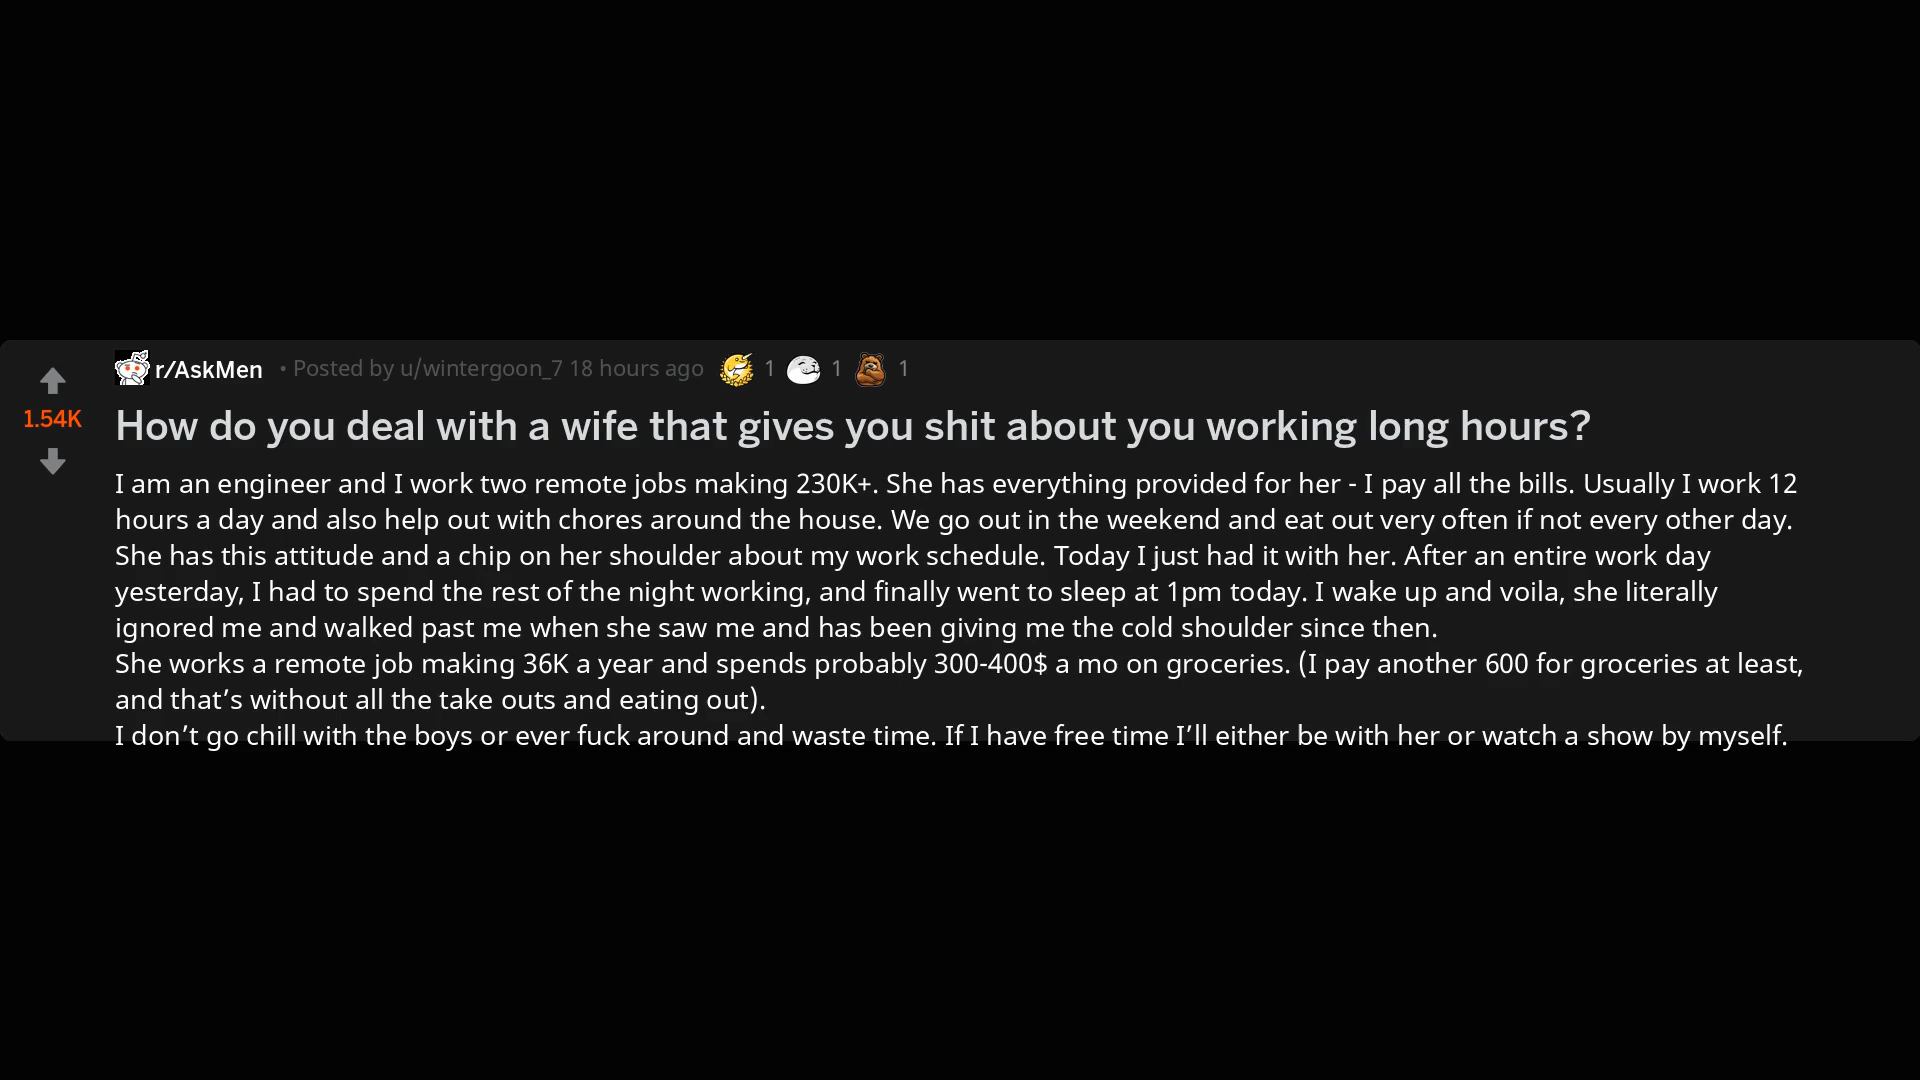 r/AskMen • Posted by u/wintergoon_7 18 hours ago 1 1 1
1.54K
How do you deal with a wife that gives you shit about you working long hours?
I am an engineer and I work two remote jobs making 230K+. She has everything provided for her - I pay all the bills. Usually I work 12
hours a day and also help out with chores around the house. We go out in the weekend and eat out very often if not every other day.
She has this attitude and a chip on her shoulder about my work schedule. Today I just had it with her. After an entire work day
yesterday, I had to spend the rest of the night working, and finally went to sleep at 1pm today. I wake up and voila, she literally
ignored me and walked past me when she saw me and has been giving me the cold shoulder since then.
She works a remote job making 36K a year and spends probably 300-400$ a mo on groceries. (I pay another 600 for groceries at least,
and that’s without all the take outs and eating out).
I don’t go chill with the boys or ever fuck around and waste time. If I have free time I’ll either be with her or watch a show by myself.